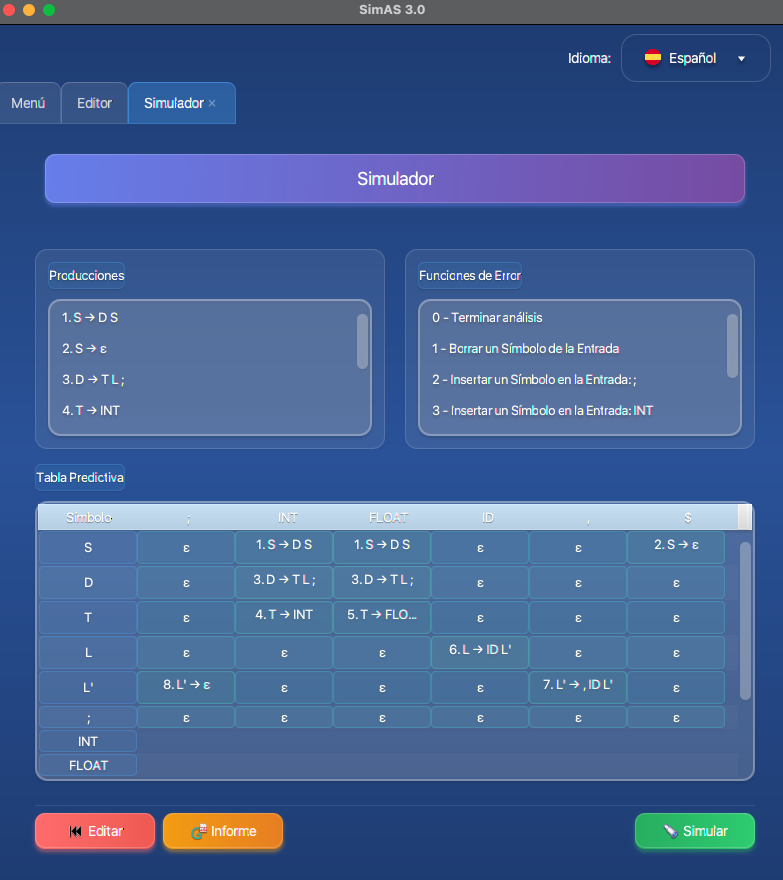 SimAS 3.0
Idioma: Español
Menú Editor Simulador ×
Simulador
Producciones
1. S → D S
2. S → ε
3. D → T L ;
4. T → INT
Funciones de Error
0 - Terminar análisis
1 - Borrar un Símbolo de la Entrada
2 - Insertar un Símbolo en la Entrada: ;
3 - Insertar un Símbolo en la Entrada: INT
Tabla Predictiva
Símbolo ; INT FLOAT ID , $
S ε 1. S → D S 1. S → D S ε ε 2. S → ε
D ε 3. D → T L ; 3. D → T L ; ε ε ε
T ε 4. T → INT 5. T → FLO... ε ε ε
L ε ε ε 6. L → ID L' ε ε
L' 8. L' → ε ε ε ε 7. L' → , ID L' ε
; ε ε ε ε ε ε
INT
FLOAT
Editar Informe Simular